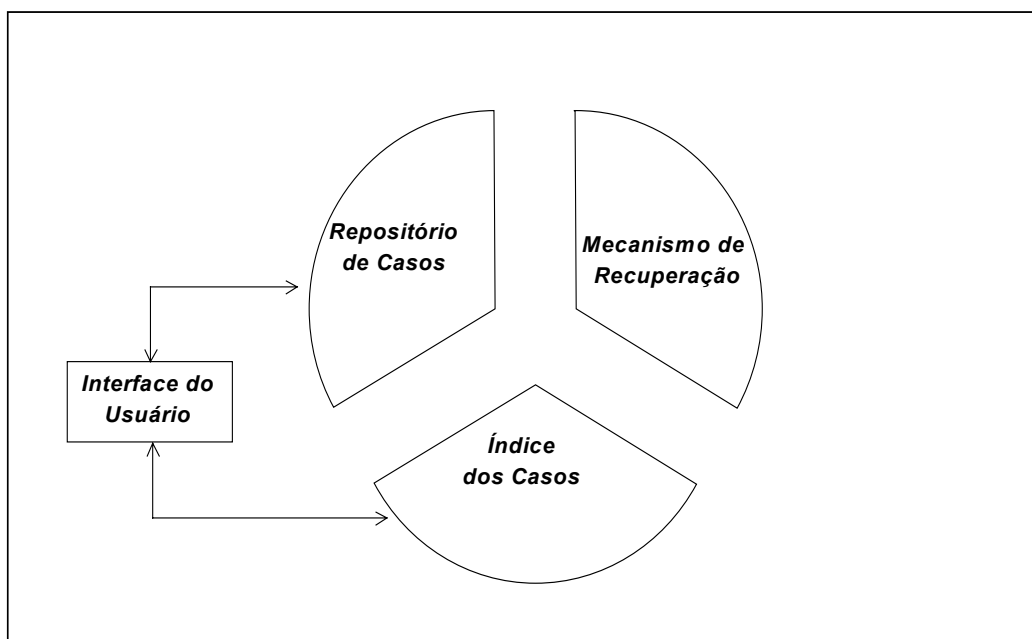 Repositório
de Casos
Mecanismo de
Recuperação
Interface do
Usuário
Índice
dos Casos